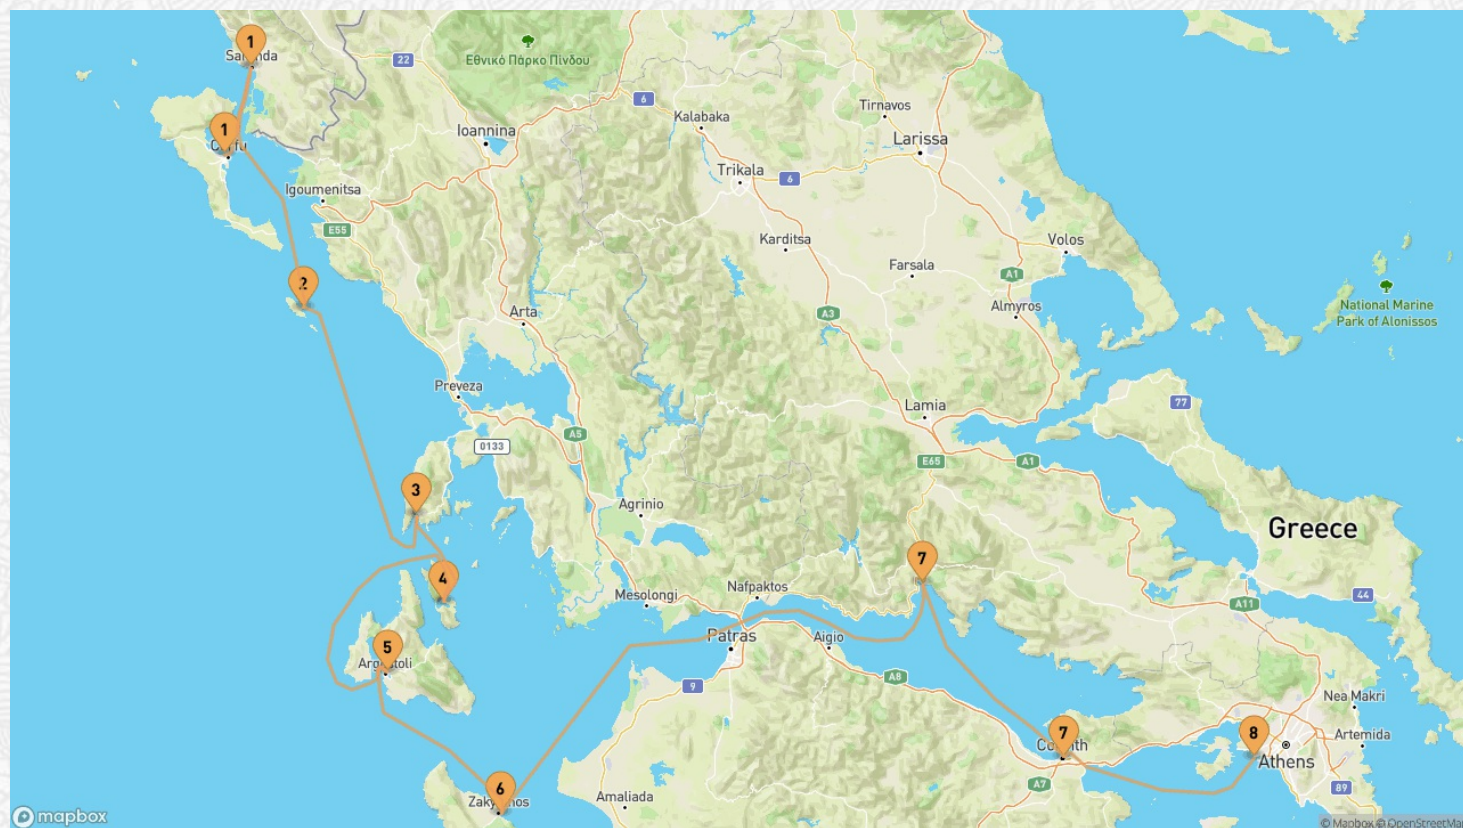 1
Saranda
22
Εθνικό Πάρκο Πίνδου
6
Kalabaka
Tirnavos
1
Corfu
Ioannina
Larissa
Trikala
6
Igoumenitsa
E55
Karditsa
Volos
Farsala
A1
2
National Marine
Park of Alonissos
Arta
A3
Almyros
Preveza
77
Lamia
0133
A5
E65
A1
3
Agrinio
Greece
7
4
Mesolongi
Nafpaktos
A11
44
5
Argostoli
Patras
Aigio
A8
9
Nea Makri
7
Corinth
8
Artemida
Athens
6
Zakynthos
Amaliada
A7
89
mapbox
© Mapbox © OpenStreetMap